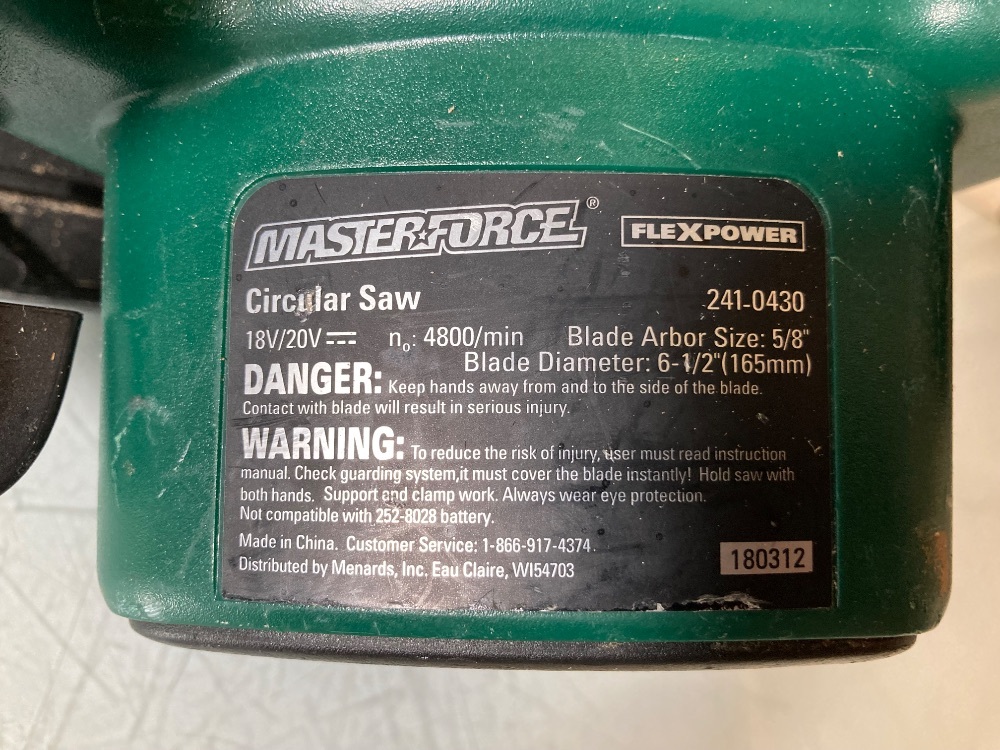 MASTERFORCE® FLEXPOWER
Circular Saw 241-0430
18V/20V⎓ n₀: 4800/min Blade Arbor Size: 5/8"
Blade Diameter: 6-1/2"(165mm)
DANGER: Keep hands away from and to the side of the blade.
Contact with blade will result in serious injury.
WARNING: To reduce the risk of injury, user must read instruction
manual. Check guarding system,it must cover the blade instantly! Hold saw with
both hands. Support and clamp work. Always wear eye protection.
Not compatible with 252-8028 battery.
Made in China. Customer Service: 1-866-917-4374.
Distributed by Menards, Inc. Eau Claire, WI54703
180312